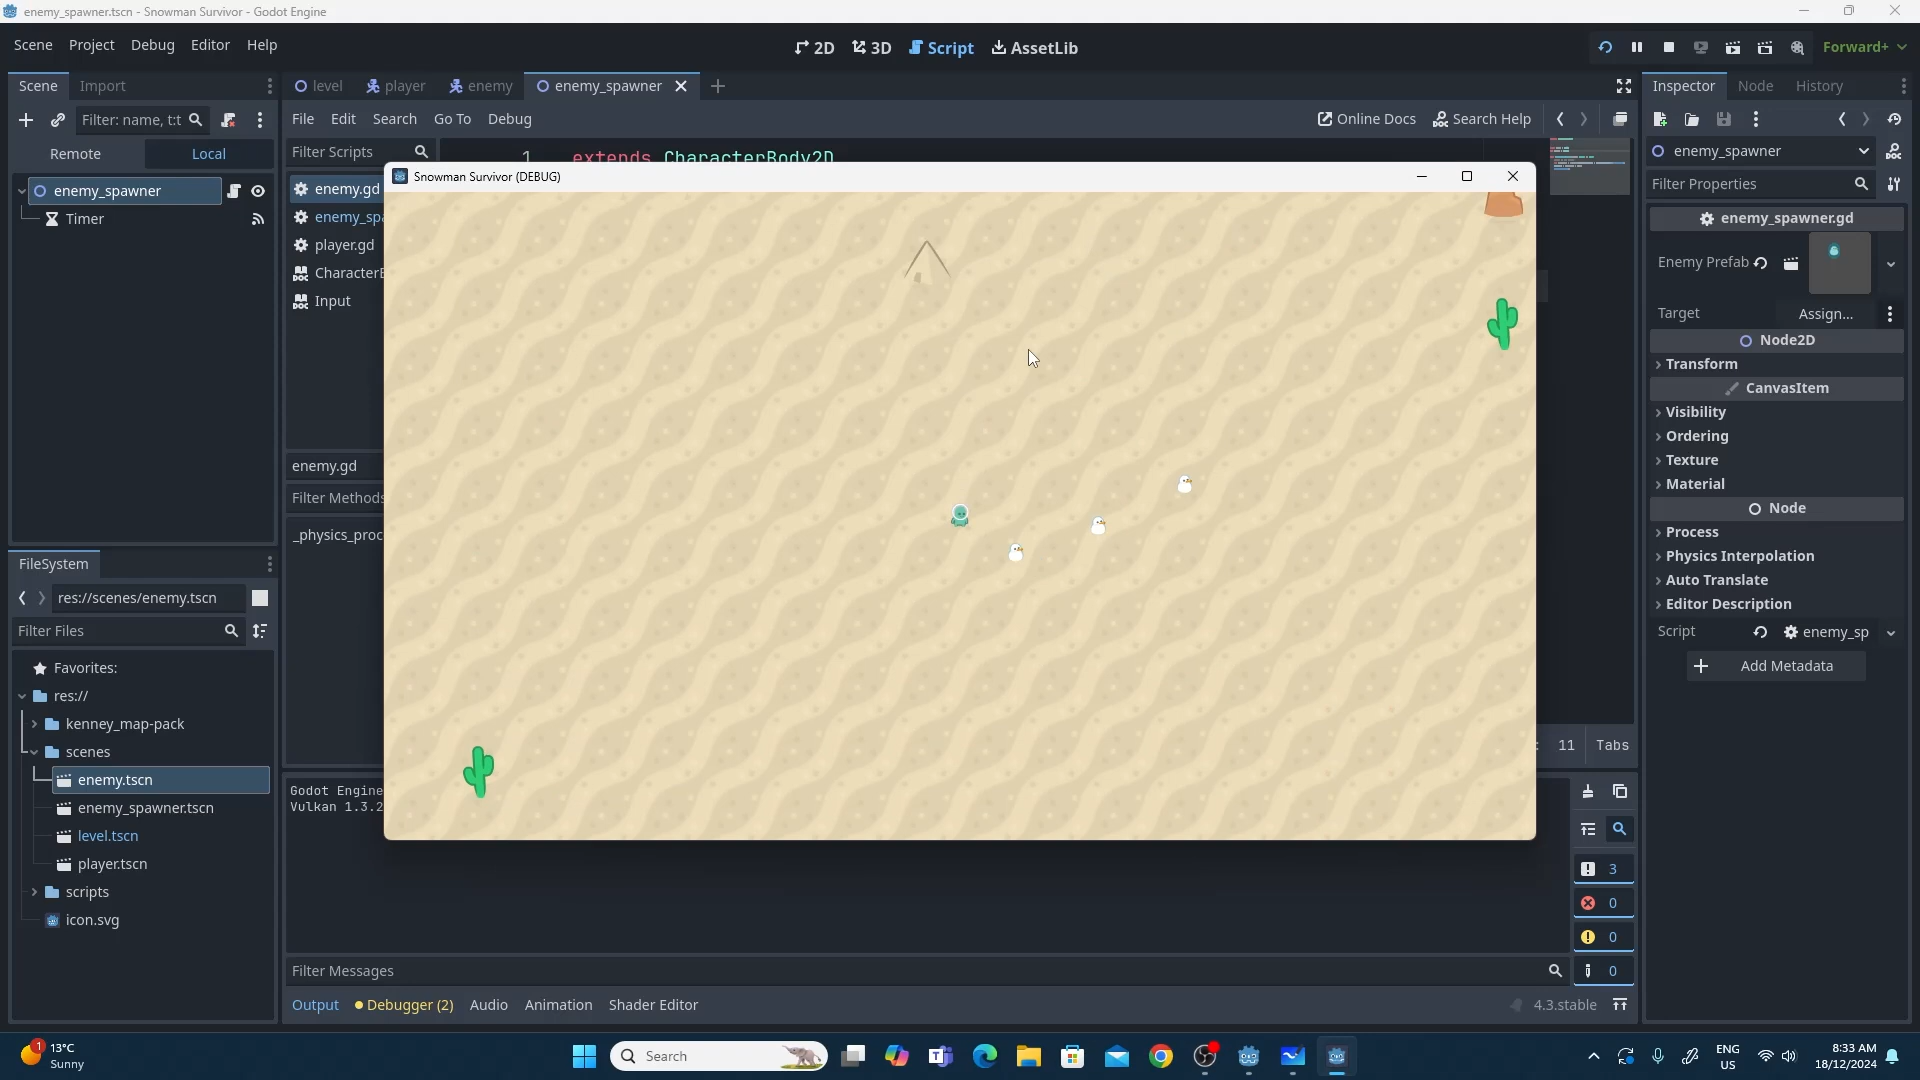 enemy_spawner.tscn - Snowman Survivor - Godot Engine
Scene Project Debug Editor Help
2D 3D Script AssetLib
Forward+
Scene Import
level player enemy enemy_spawner
Inspector Node History
Filter: name, t:t
File Edit Search Go To Debug
Online Docs Search Help
Remote Local
Filter Scripts
1 extends CharacterBody2D
enemy_spawner
Filter Properties
enemy_spawner
Timer
enemy.gd
enemy_spa
player.gd
CharacterE
Input
enemy.gd
Filter Methods
_physics_proc
Snowman Survivor (DEBUG)
enemy_spawner.gd
Enemy Prefab
Target Assign...
Node2D
Transform
CanvasItem
Visibility
Ordering
Texture
Material
Node
Process
Physics Interpolation
Auto Translate
Editor Description
Script enemy_sp
Add Metadata
: 11 Tabs
FileSystem
res://scenes/enemy.tscn
Filter Files
Favorites:
res://
kenney_map-pack
scenes
enemy.tscn
enemy_spawner.tscn
level.tscn
player.tscn
scripts
icon.svg
Godot Engine
Vulkan 1.3.2
3
0
0
0
Filter Messages
Output Debugger (2) Audio Animation Shader Editor
4.3.stable
1
13°C
Sunny
Search
ENG
US
8:33 AM
18/12/2024